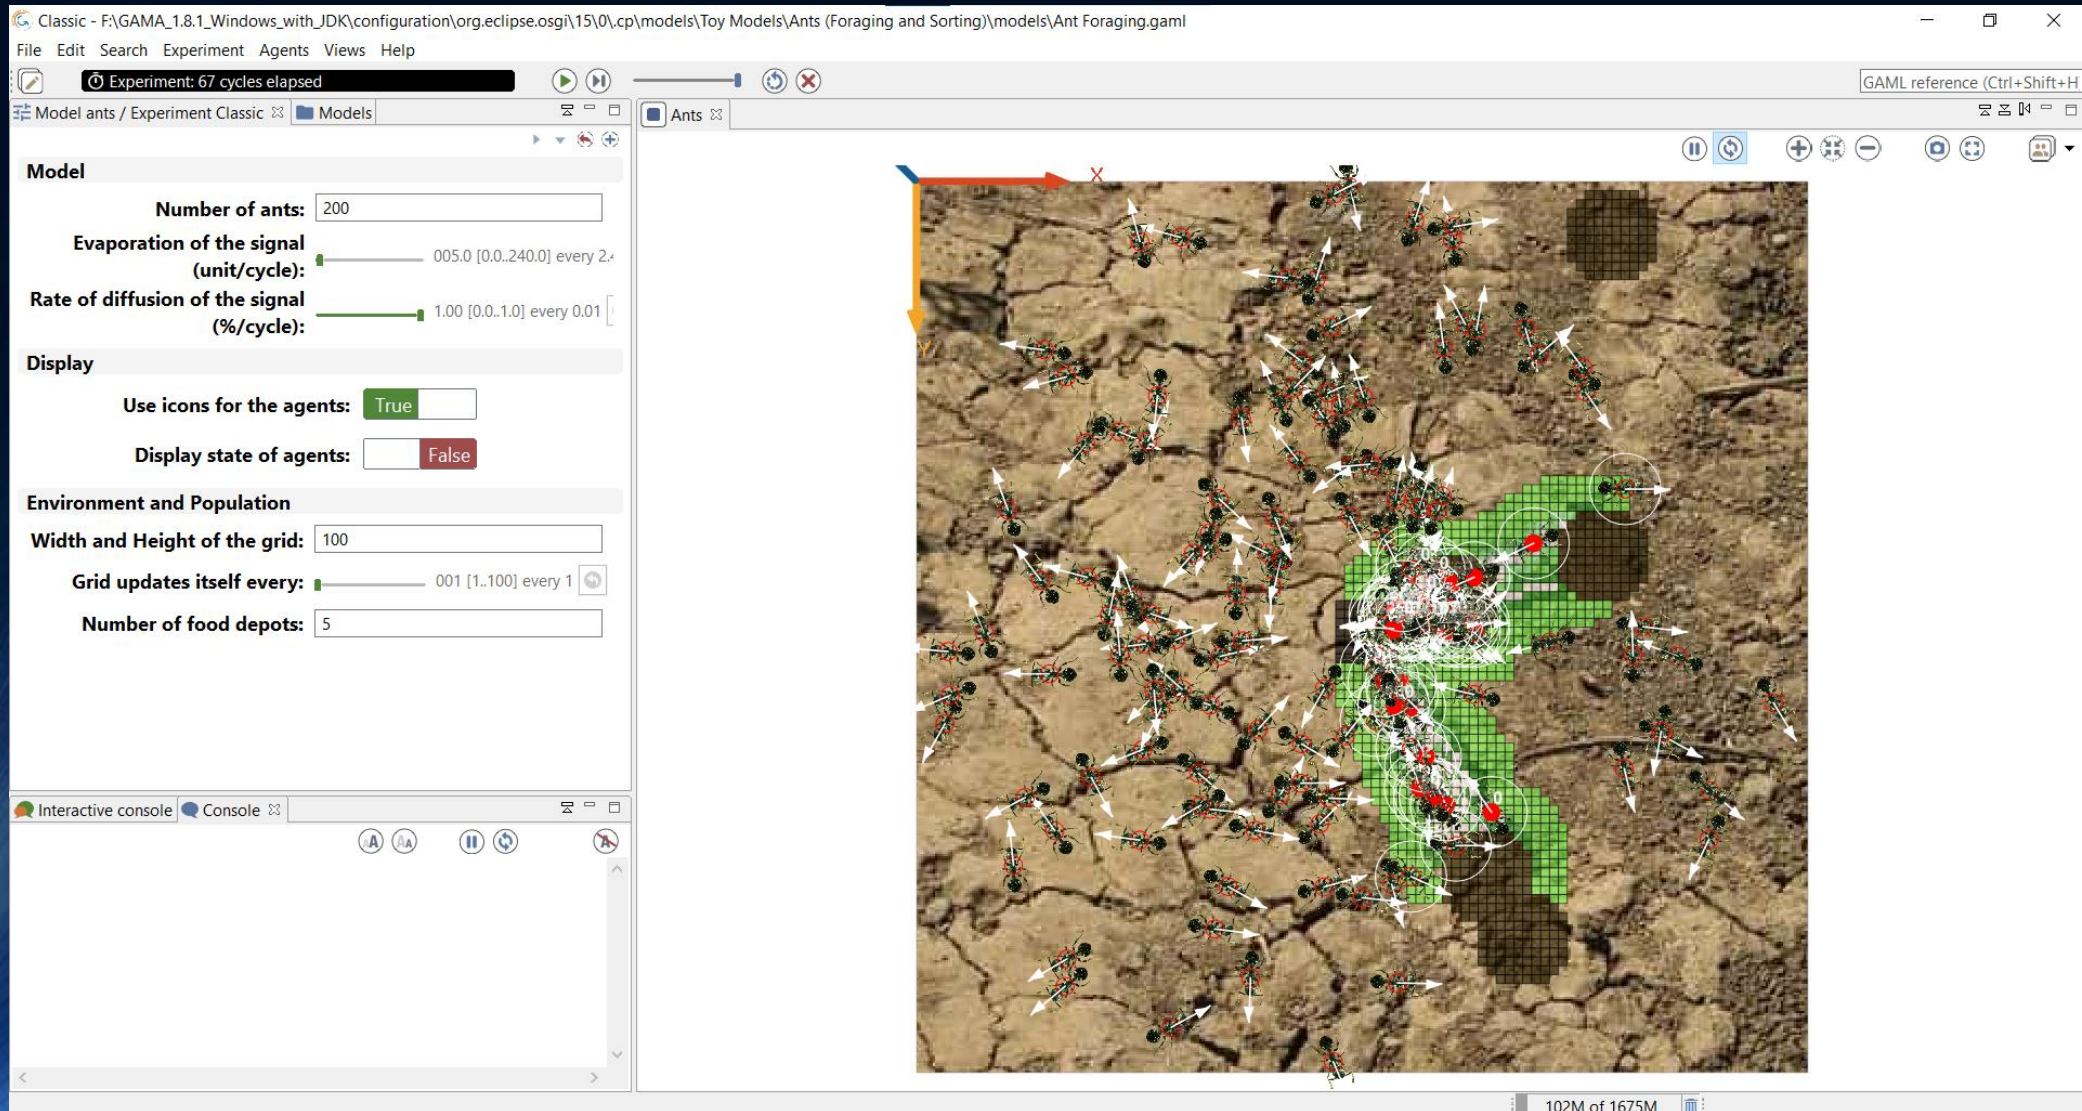 Classic - F:\GAMA_1.8.1_Windows_with_JDK\configuration\org.eclipse.osgi\15\0\.cp\models\Toy Models\Ants (Foraging and Sorting)\models\Ant Foraging.gaml
File Edit Search Experiment Agents Views Help
Experiment: 67 cycles elapsed
GAML reference (Ctrl+Shift+H
Model ants / Experiment Classic
Models
Ants
Model
Number of ants: 200
Evaporation of the signal
(unit/cycle): 005.0 [0.0..240.0] every 2.4
Rate of diffusion of the signal
(%/cycle): 1.00 [0.0..1.0] every 0.01
Display
Use icons for the agents: True
Display state of agents: False
Environment and Population
Width and Height of the grid: 100
Grid updates itself every: 001 [1..100] every 1
Number of food depots: 5
Interactive console
Console
X
Y
0
0
0
0
102M of 1675M